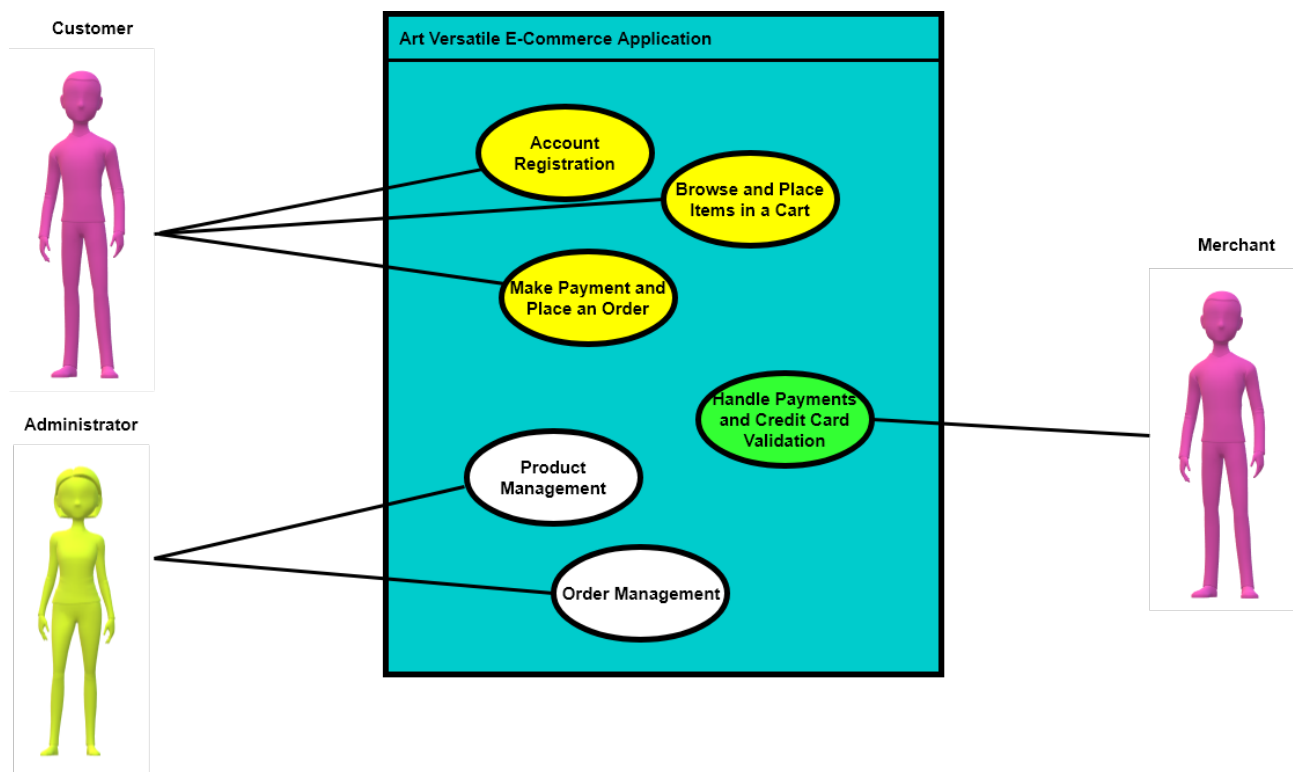 Customer
Art Versatile E-Commerce Application
Account
Registration
Browse and Place
Items in a Cart
Make Payment and
Place an Order
Merchant
Handle Payments
and Credit Card
Validation
Administrator
Product
Management
Order Management